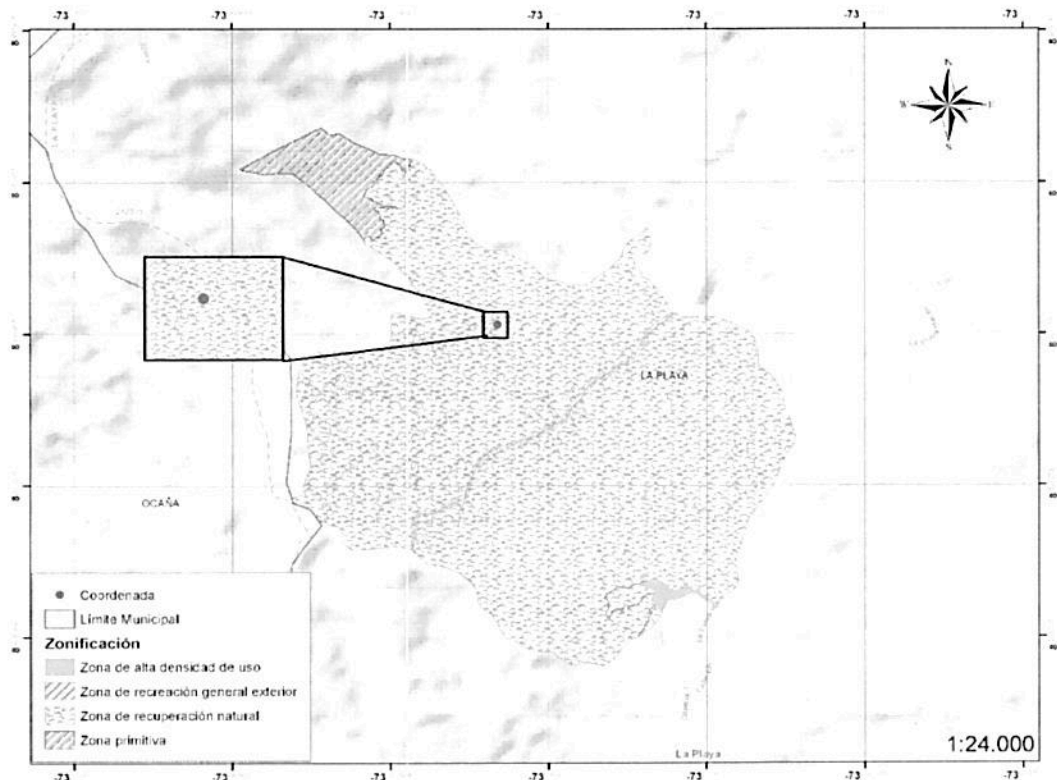 -73 -73 -73 -73 -73 -73 -73
N
W E
S
LA PLAYA
OCAÑA
Coordenada
Límite Municipal
Zonificación
Zona de alta densidad de uso
Zona de recreación general exterior
Zona de recuperación natural
Zona primitiva
La Playa
1:24.000
-73 -73 -73 -73 -73 -73 -73